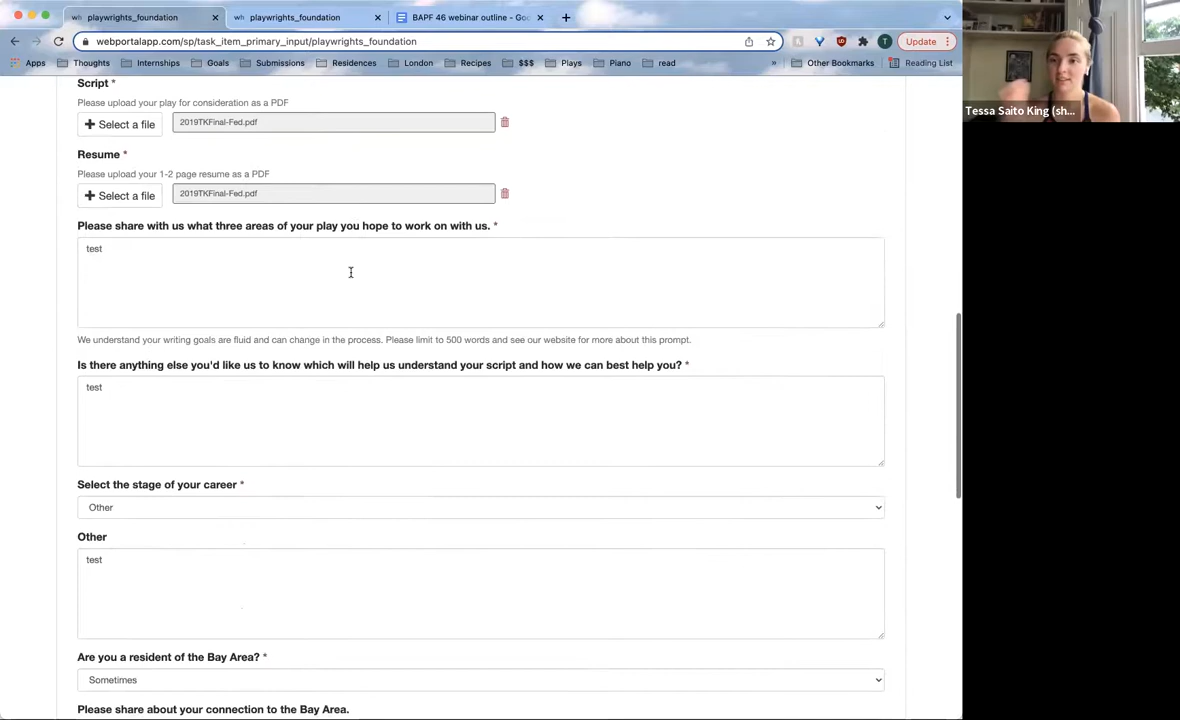 playwrights_foundation
playwrights_foundation
BAPF 46 webinar outline - Goo
webportalapp.com/sp/task_item_primary_input/playwrights_foundation
T
Update
Apps
Thoughts
Internships
Goals
Submissions
Residences
London
Recipes
$$$
Plays
Piano
read
»
Other Bookmarks
Reading List
Script *
Please upload your play for consideration as a PDF
Select a file
2019TKFinal-Fed.pdf
Resume *
Please upload your 1-2 page resume as a PDF
Select a file
2019TKFinal-Fed.pdf
Please share with us what three areas of your play you hope to work on with us. *
test
We understand your writing goals are fluid and can change in the process. Please limit to 500 words and see our website for more about this prompt.
Is there anything else you'd like us to know which will help us understand your script and how we can best help you? *
test
Select the stage of your career *
Other
Other
test
Are you a resident of the Bay Area? *
Sometimes
Please share about your connection to the Bay Area.
Tessa Saito King (sh...